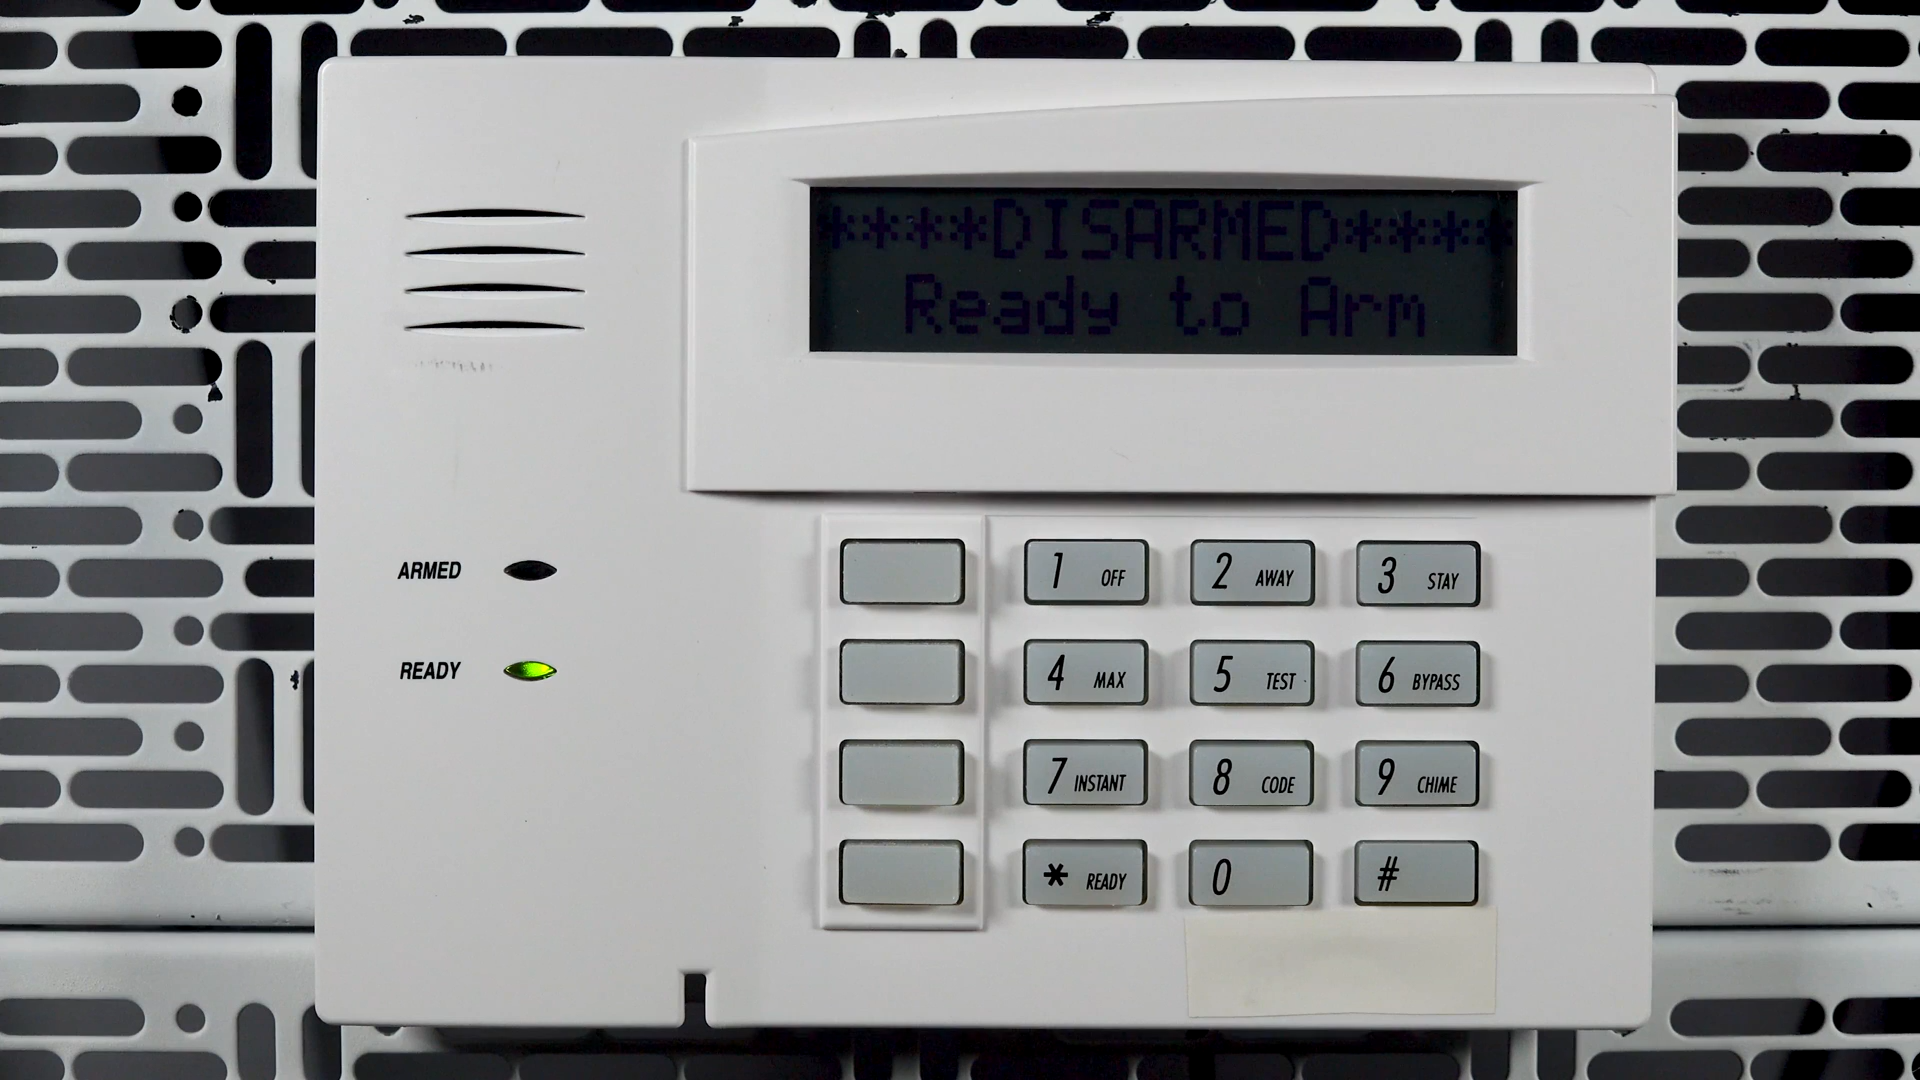 ****DISARMED****
Ready to Arm
ARMED
READY
1 OFF
2 AWAY
3 STAY
4 MAX
5 TEST
6 BYPASS
7 INSTANT
8 CODE
9 CHIME
* READY
0
#